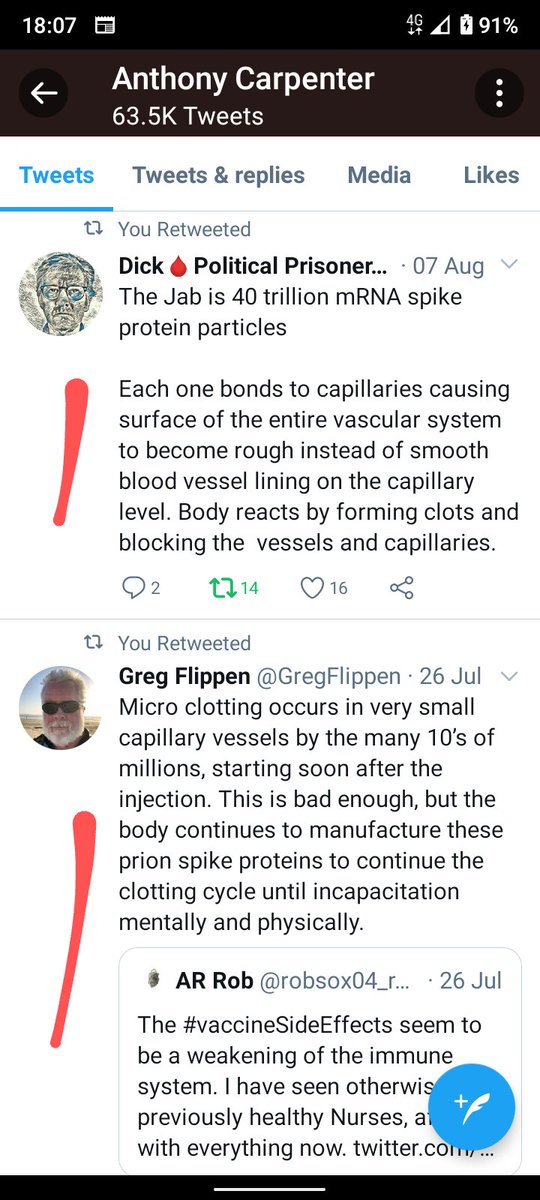 18:07 4G 91%
Anthony Carpenter
63.5K Tweets
Tweets Tweets & replies Media Likes
You Retweeted
Dick🩸Political Prisoner... · 07 Aug
The Jab is 40 trillion mRNA spike
protein particles
Each one bonds to capillaries causing
surface of the entire vascular system
to become rough instead of smooth
blood vessel lining on the capillary
level. Body reacts by forming clots and
blocking the vessels and capillaries.
2 14 16
You Retweeted
Greg Flippen @GregFlippen · 26 Jul
Micro clotting occurs in very small
capillary vessels by the many 10’s of
millions, starting soon after the
injection. This is bad enough, but the
body continues to manufacture these
prion spike proteins to continue the
clotting cycle until incapacitation
mentally and physically.
AR Rob @robsox04_r... · 26 Jul
The #vaccineSideEffects seem to
be a weakening of the immune
system. I have seen
previously healthy Nurses,
with everything now.